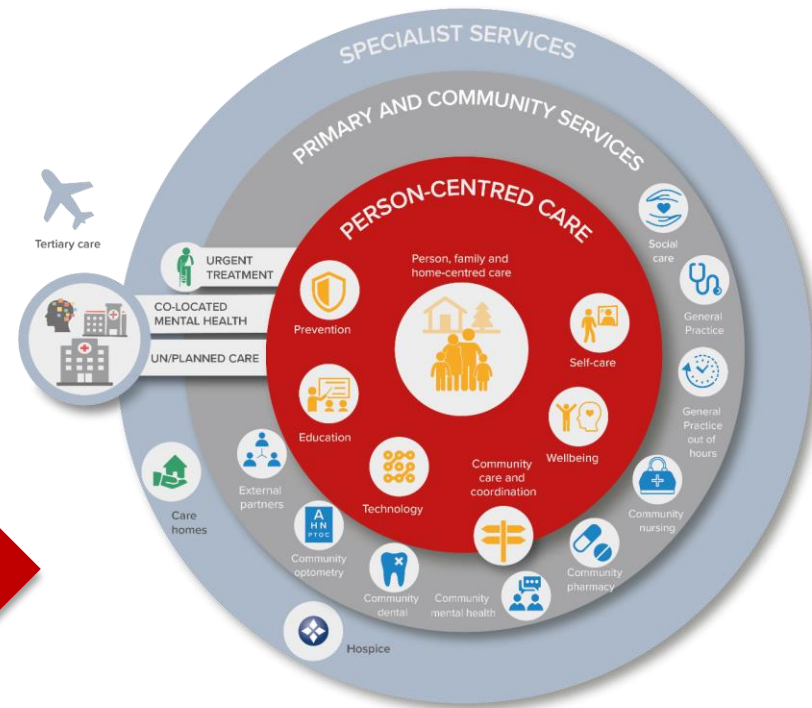 SPECIALIST SERVICES
PRIMARY AND COMMUNITY SERVICES
PERSON-CENTRED CARE
Tertiary care
URGENT
TREATMENT
CO-LOCATED
MENTAL HEALTH
UN/PLANNED CARE
Person, family and
home-centred care
Prevention
Self-care
Education
Wellbeing
Technology
Community
care and
coordination
Social
care
General
Practice
General
Practice
out of
hours
Community
nursing
Community
pharmacy
Community
mental health
Community
dental
Community
optometry
A
H N
P T O C
External
partners
Care
homes
Hospice